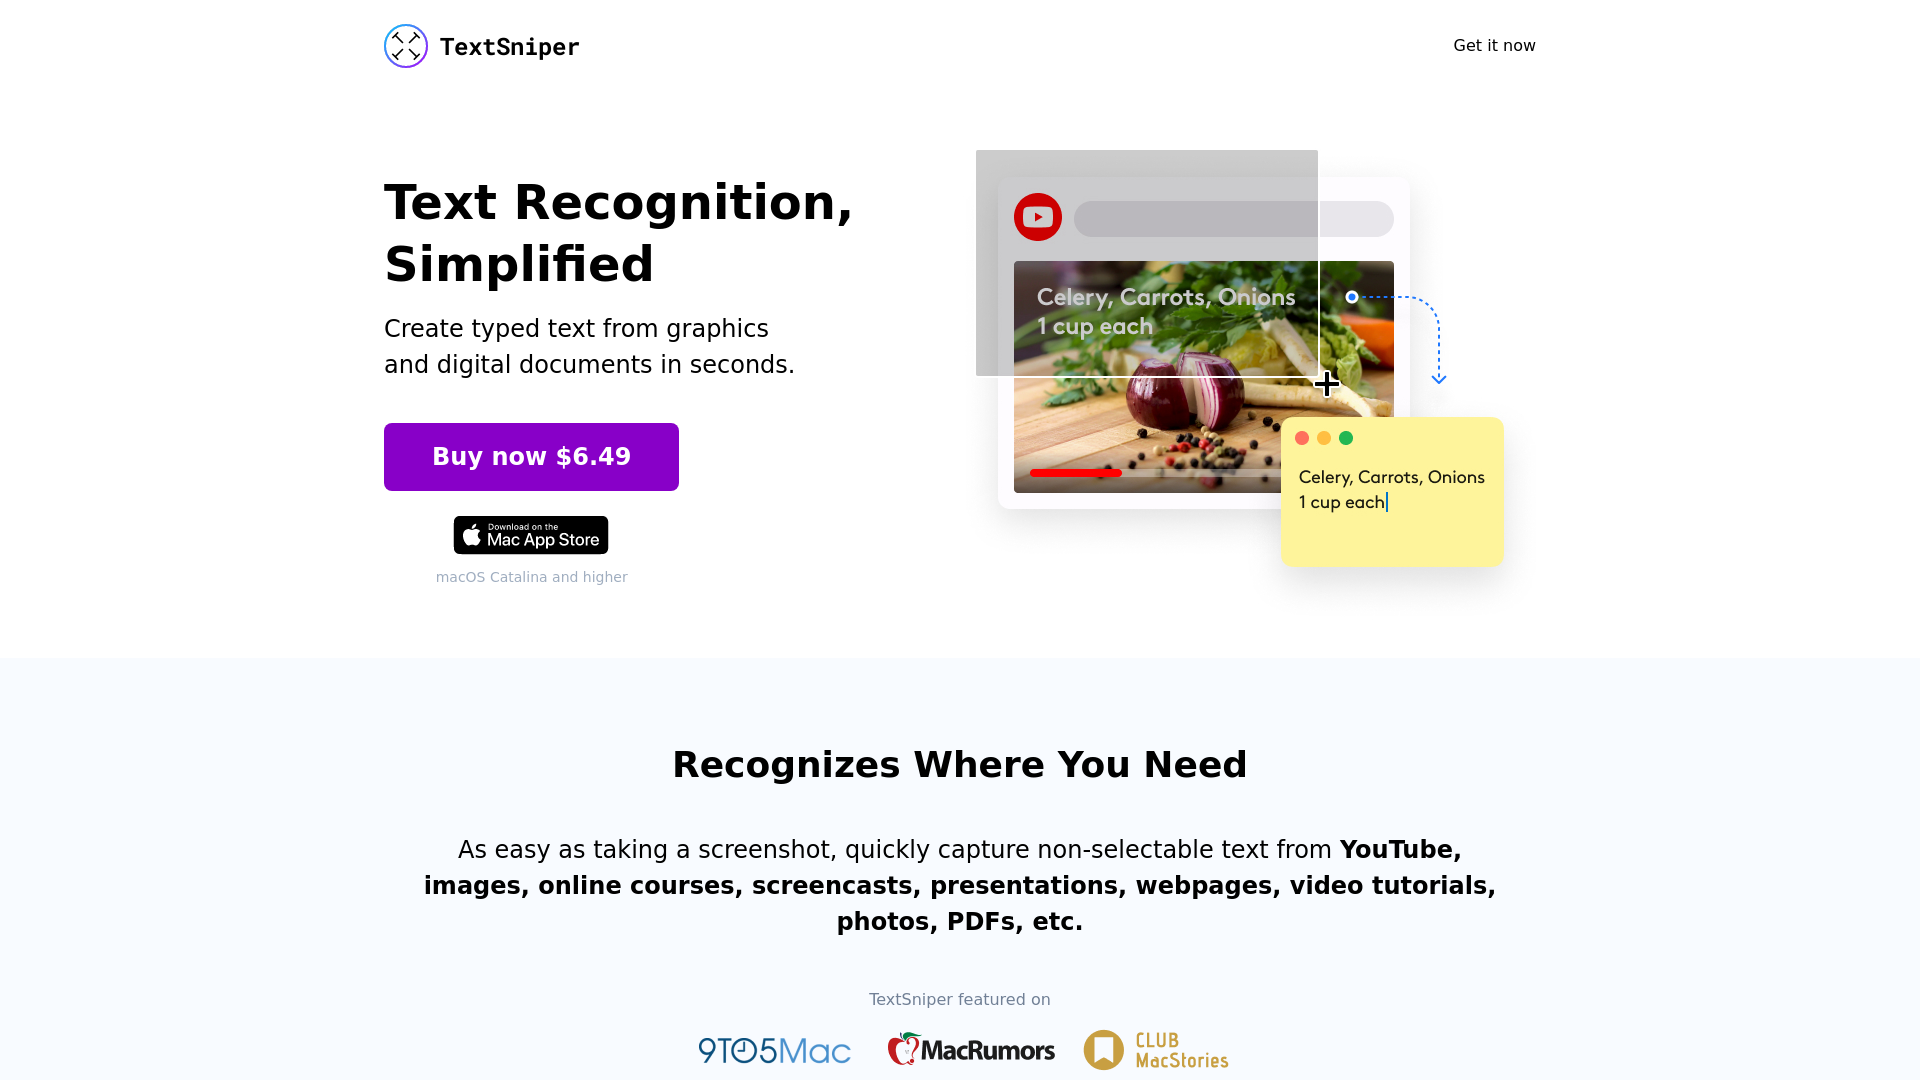 TextSniper
Get it now
Text Recognition,
Simplified
Create typed text from graphics
and digital documents in seconds.
Buy now $6.49
Download on the
Mac App Store
macOS Catalina and higher
Celery, Carrots, Onions
1 cup each
Celery, Carrots, Onions
1 cup each
Recognizes Where You Need
As easy as taking a screenshot, quickly capture non-selectable text from YouTube,
images, online courses, screencasts, presentations, webpages, video tutorials,
photos, PDFs, etc.
TextSniper featured on
9TO5Mac
MacRumors
CLUB
MacStories